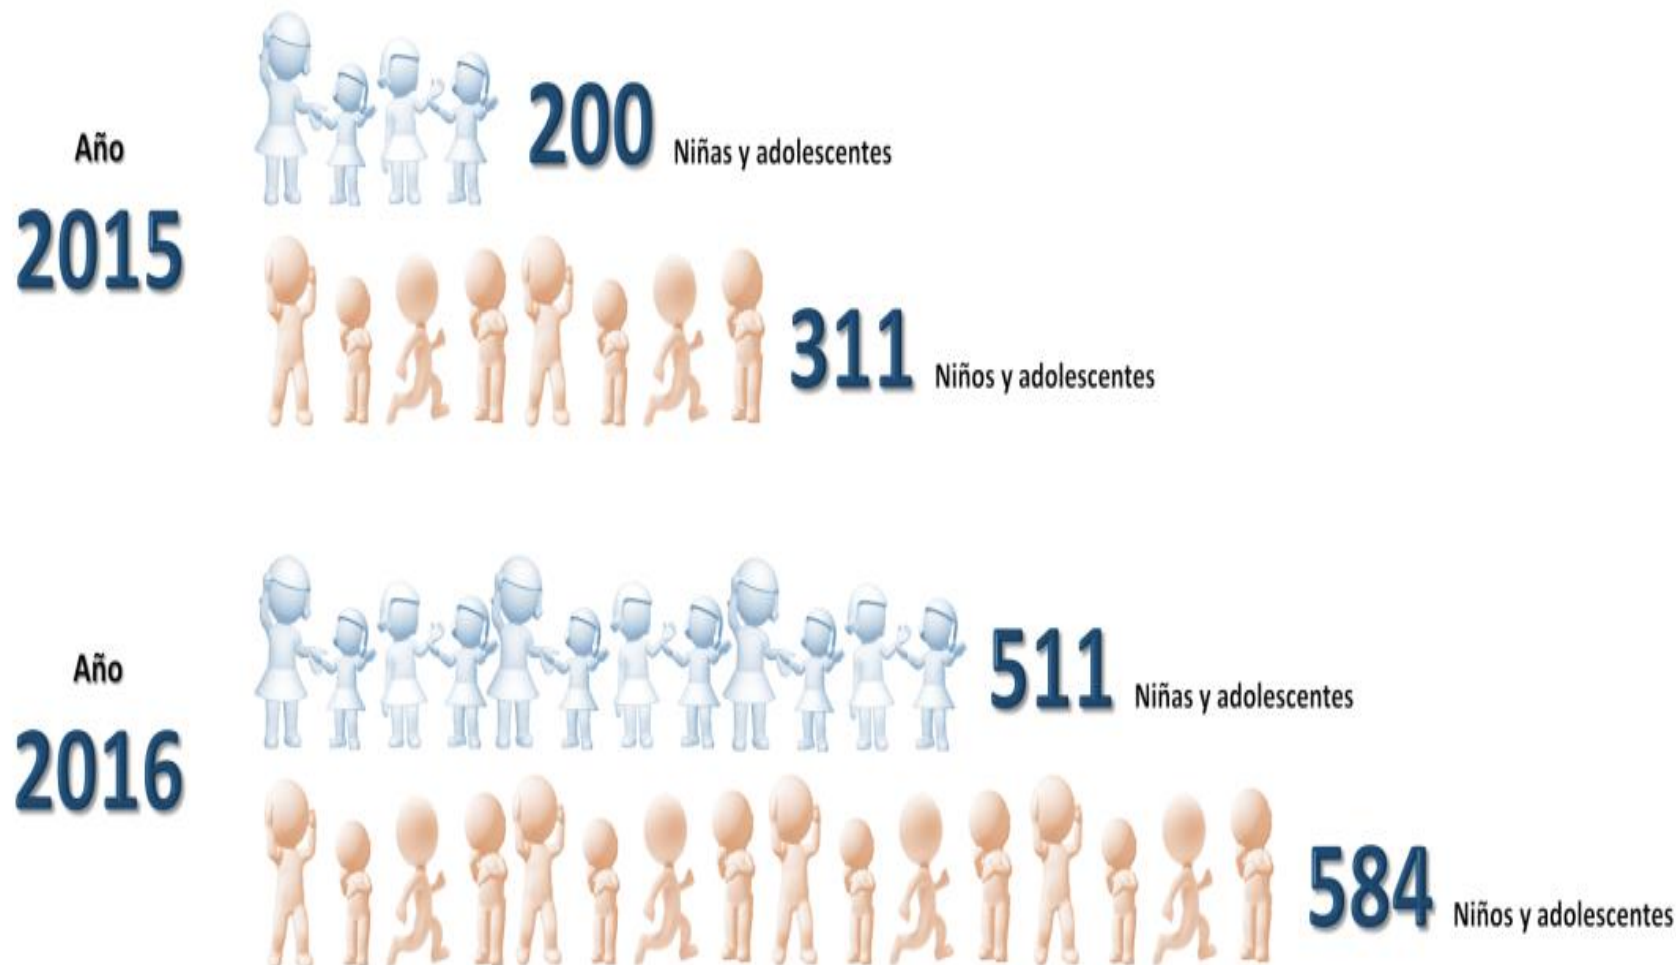 Año
2015
200 Niñas y adolescentes
311 Niños y adolescentes
Año
2016
511 Niñas y adolescentes
584 Niños y adolescentes